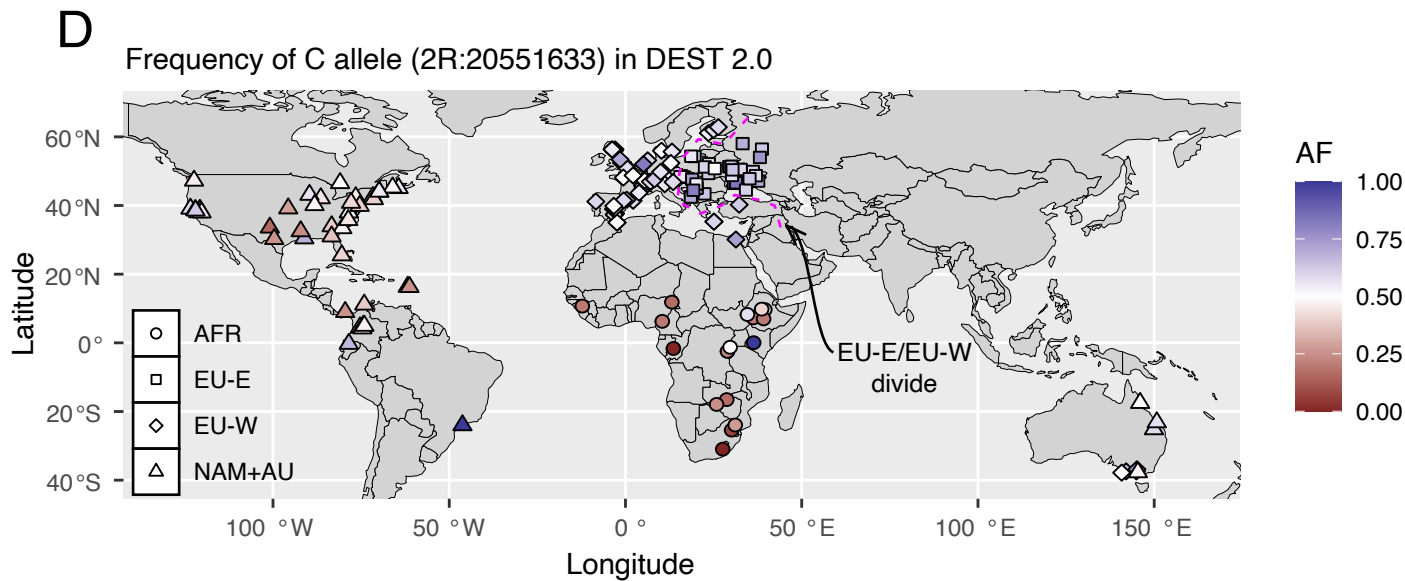 D
Frequency of C allele (2R:20551633) in DEST 2.0
Latitude
60 °N
40 °N
20 °N
0 °
20 °S
40 °S
AFR
EU-E
EU-W
NAM+AU
EU-E/EU-W
divide
100 °W
50 °W
0 °
50 °E
100 °E
150 °E
Longitude
AF
1.00
0.75
0.50
0.25
0.00